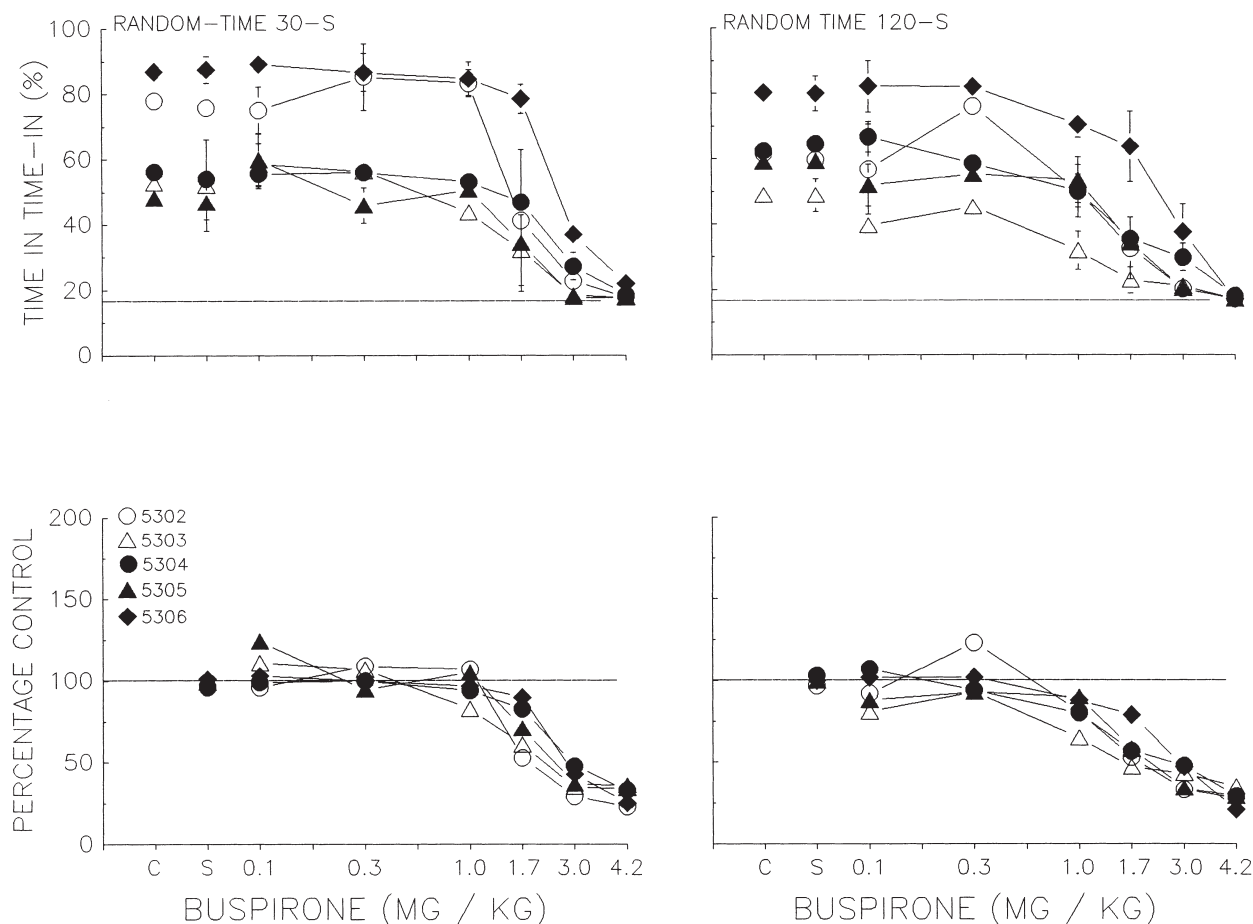 RANDOM-TIME 30-S
RANDOM TIME 120-S
TIME IN TIME-IN (%)
100
80
60
40
20
0
PERCENTAGE CONTROL
200
150
100
50
0
5302
5303
5304
5305
5306
C S 0.1 0.3 1.0 1.7 3.0 4.2
C S 0.1 0.3 1.0 1.7 3.0 4.2
BUSPIRONE (MG / KG)
BUSPIRONE (MG / KG)